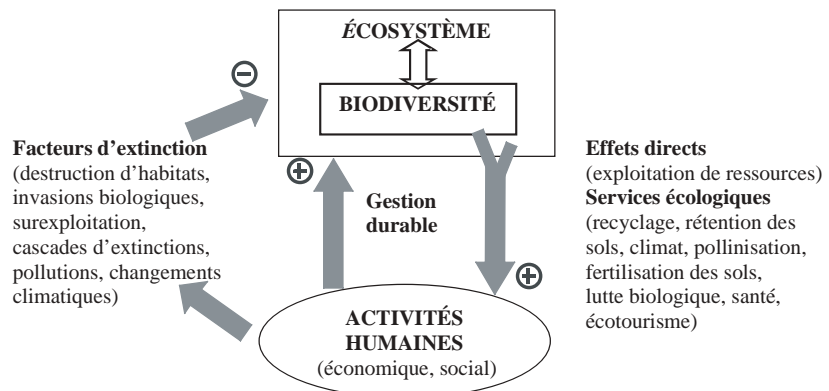 ÉCOSYSTÈME
BIODIVERSITÉ
Facteurs d’extinction
(destruction d’habitats,
invasions biologiques,
surexploitation,
cascades d’extinctions,
pollutions, changements
climatiques)
Gestion
durable
Effets directs
(exploitation de ressources)
Services écologiques
(recyclage, rétention des
sols, climat, pollinisation,
fertilisation des sols,
lutte biologique, santé,
écotourisme)
ACTIVITÉS
HUMAINES
(économique, social)